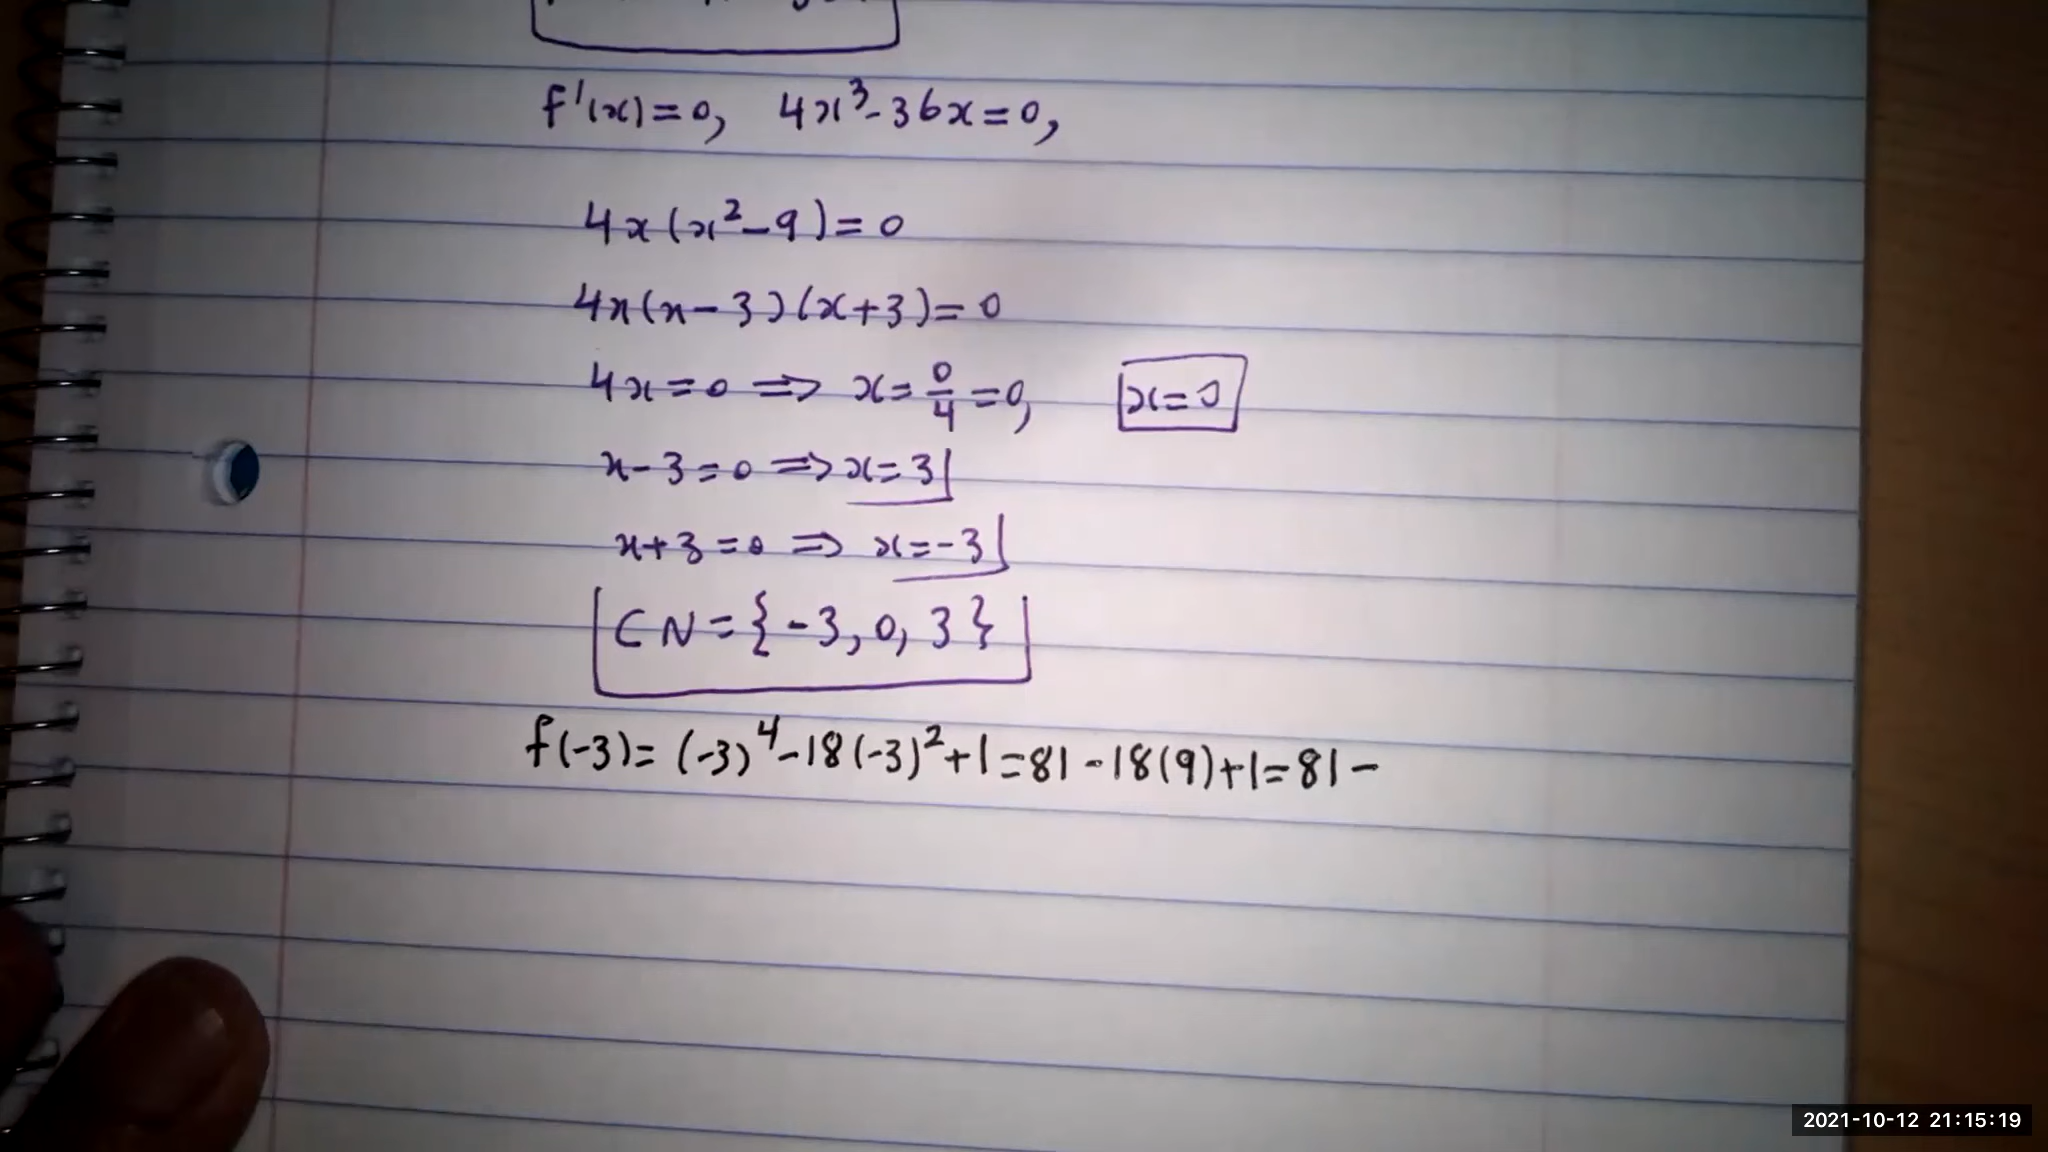 f'(x)=0, 4x³-36x=0,
4x(x²-9)=0
4x(x-3)(x+3)=0
4x=0 ⇒ x=0/4=0, x=0
x-3=0 ⇒ x=3
x+3=0 ⇒ x=-3
CN={-3,0,3}
f(-3)=(-3)⁴-18(-3)²+1=81-18(9)+1=81-
2021-10-12 21:15:19